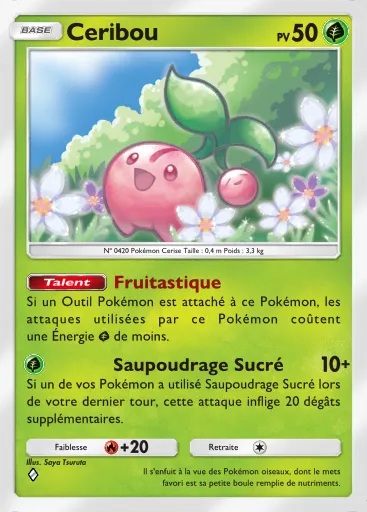 BASE Ceribou PV 50
N° 0420 Pokémon Cerise Taille : 0,4 m Poids : 3,3 kg
Talent Fruitastique
Si un Outil Pokémon est attaché à ce Pokémon, les
attaques utilisées par ce Pokémon coûtent
une Énergie de moins.
Saupoudrage Sucré 10+
Si un de vos Pokémon a utilisé Saupoudrage Sucré lors
de votre dernier tour, cette attaque inflige 20 dégâts
supplémentaires.
Faiblesse +20 Retraite
Illus. Saya Tsuruta
Il s'enfuit à la vue des Pokémon oiseaux, dont le mets
favori est sa petite boule remplie de nutriments.